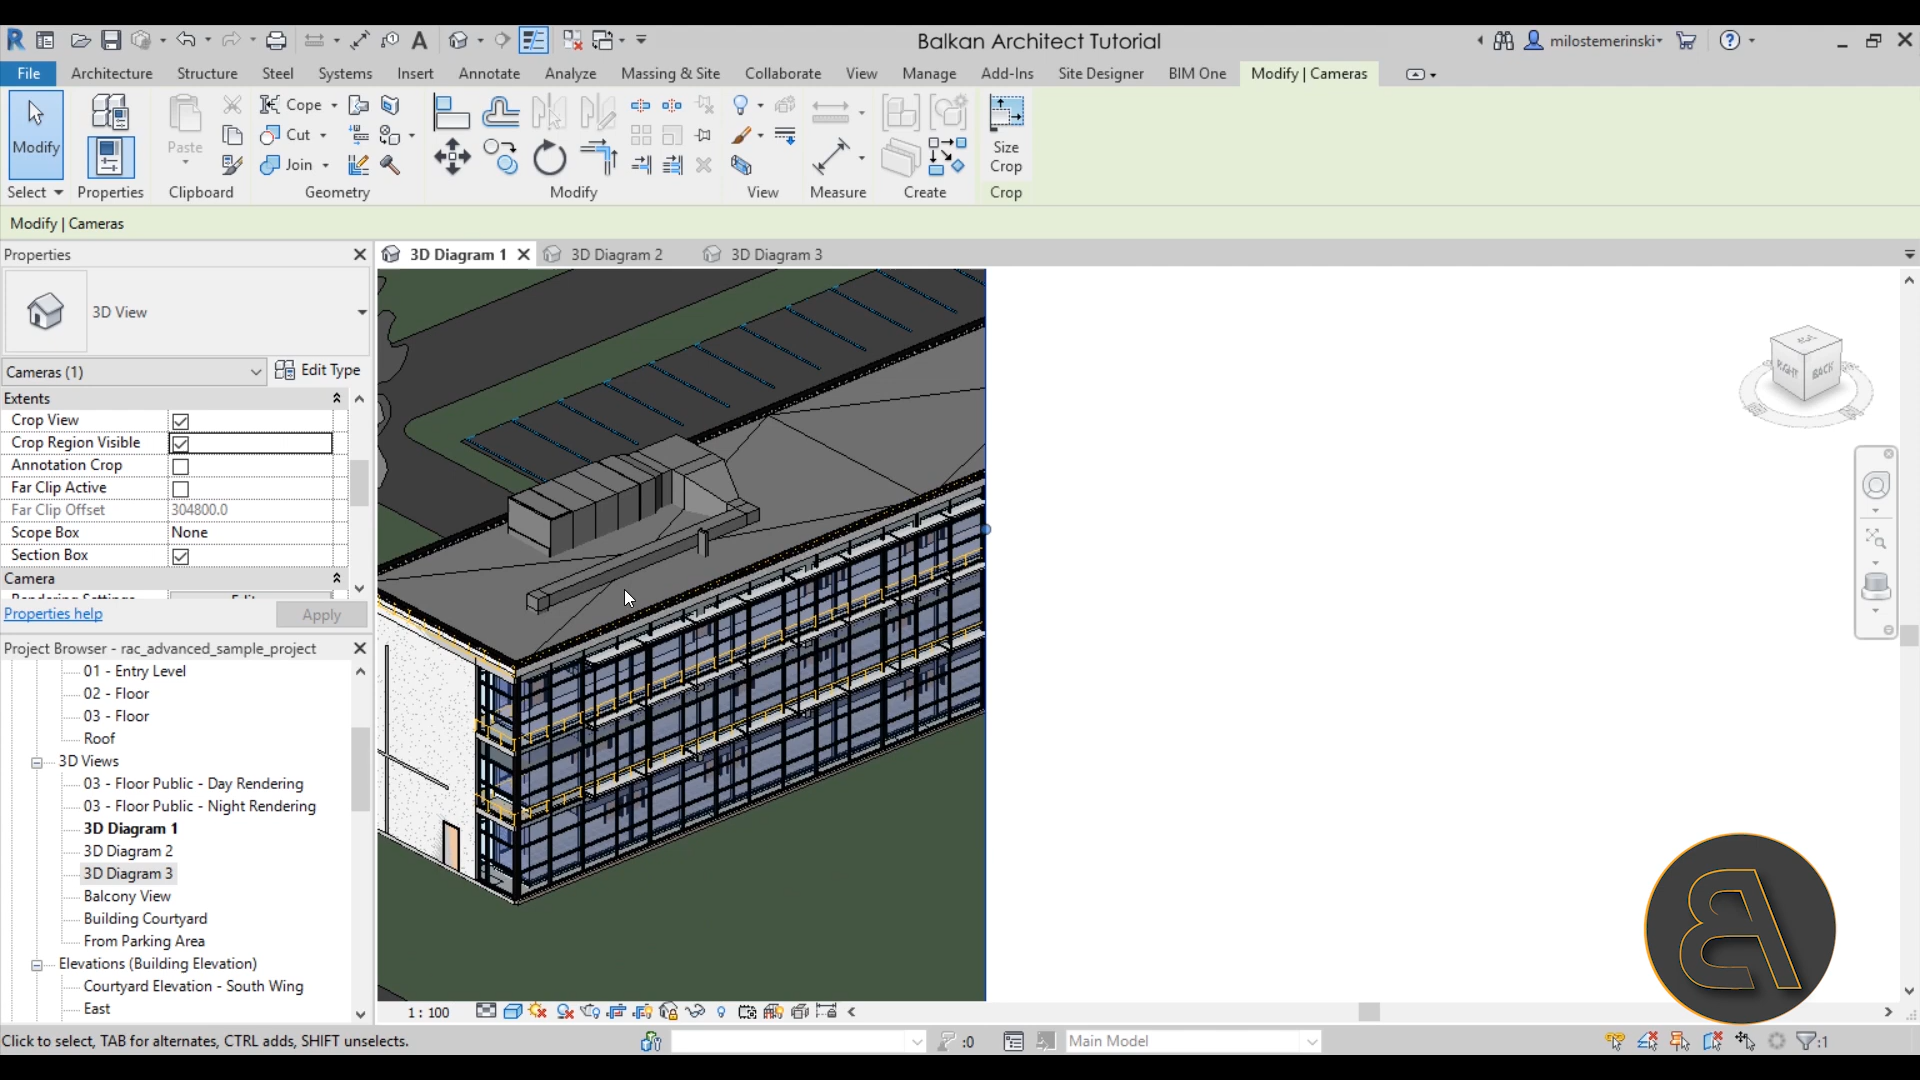 Balkan Architect Tutorial
milostemerinski
File Architecture Structure Steel Systems Insert Annotate Analyze Massing & Site Collaborate View Manage Add-Ins Site Designer BIM One Modify | Cameras
Modify
Paste
Cope
Cut
Join
Size
Crop
Select Properties Clipboard Geometry Modify View Measure Create Crop
Modify | Cameras
Properties
3D Diagram 1 3D Diagram 2 3D Diagram 3
3D View
Cameras (1) Edit Type
Extents
Crop View
Crop Region Visible
Annotation Crop
Far Clip Active
Far Clip Offset 304800.0
Scope Box None
Section Box
Camera
Properties help Apply
RIGHT BACK
Project Browser - rac_advanced_sample_project
01 - Entry Level
02 - Floor
03 - Floor
Roof
3D Views
03 - Floor Public - Day Rendering
03 - Floor Public - Night Rendering
3D Diagram 1
3D Diagram 2
3D Diagram 3
Balcony View
Building Courtyard
From Parking Area
Elevations (Building Elevation)
Courtyard Elevation - South Wing
East
1 : 100
Click to select, TAB for alternates, CTRL adds, SHIFT unselects.
:0
Main Model
:1